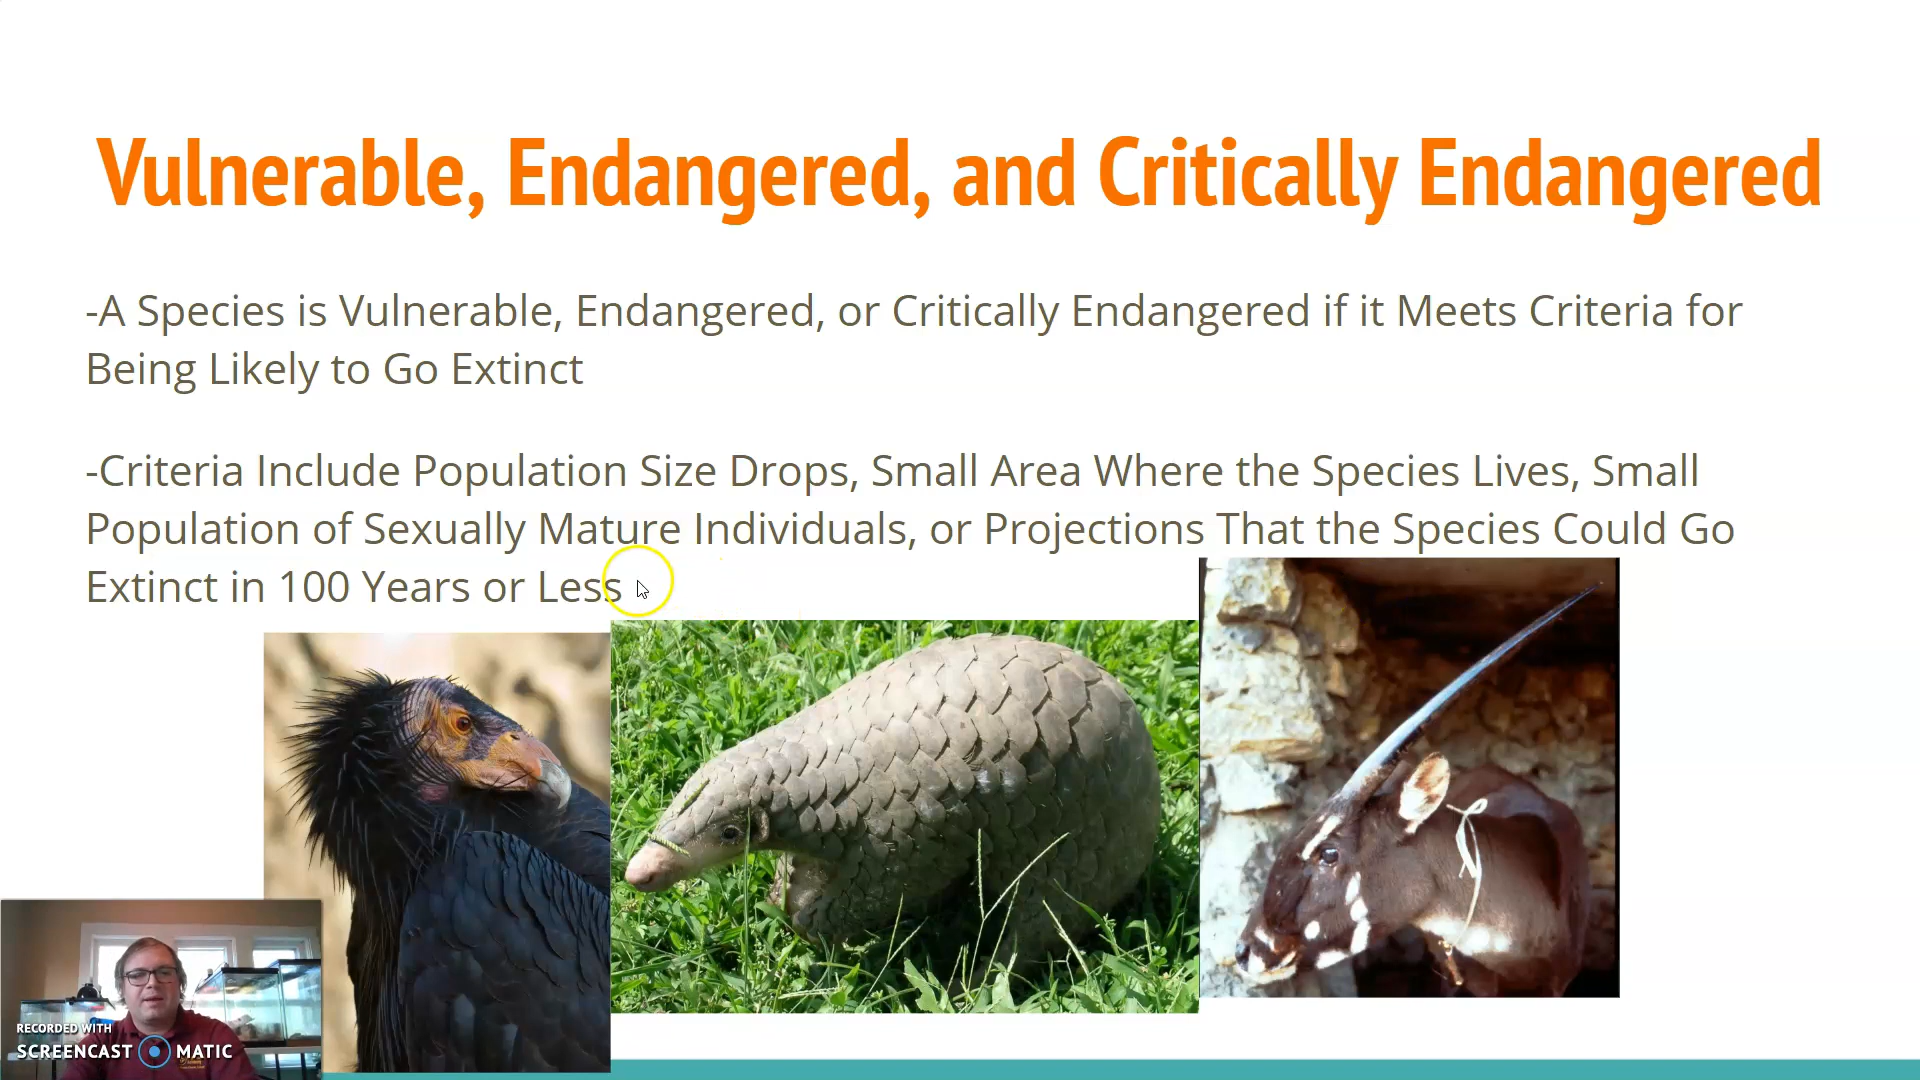 Vulnerable, Endangered, and Critically Endangered
-A Species is Vulnerable, Endangered, or Critically Endangered if it Meets Criteria for
Being Likely to Go Extinct
-Criteria Include Population Size Drops, Small Area Where the Species Lives, Small
Population of Sexually Mature Individuals, or Projections That the Species Could Go
Extinct in 100 Years or Less
RECORDED WITH
SCREENCAST MATIC